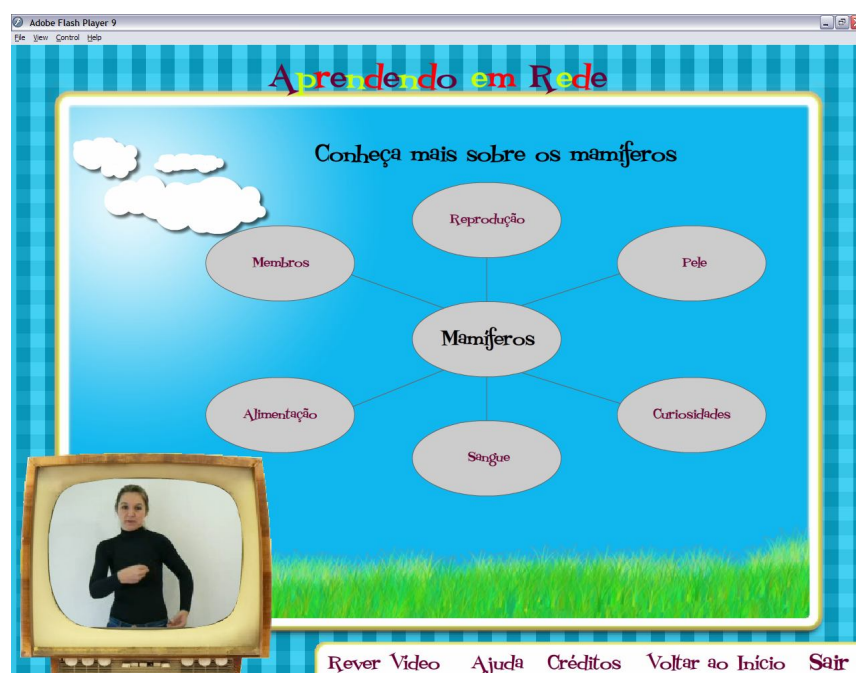 Adobe Flash Player 9
File View Control Help
Aprendendo em Rede
Conheça mais sobre os mamíferos
Reprodução
Membros
Pele
Mamíferos
Alimentação
Curiosidades
Sangue
Rever Video Ajuda Créditos Voltar ao Início Sair